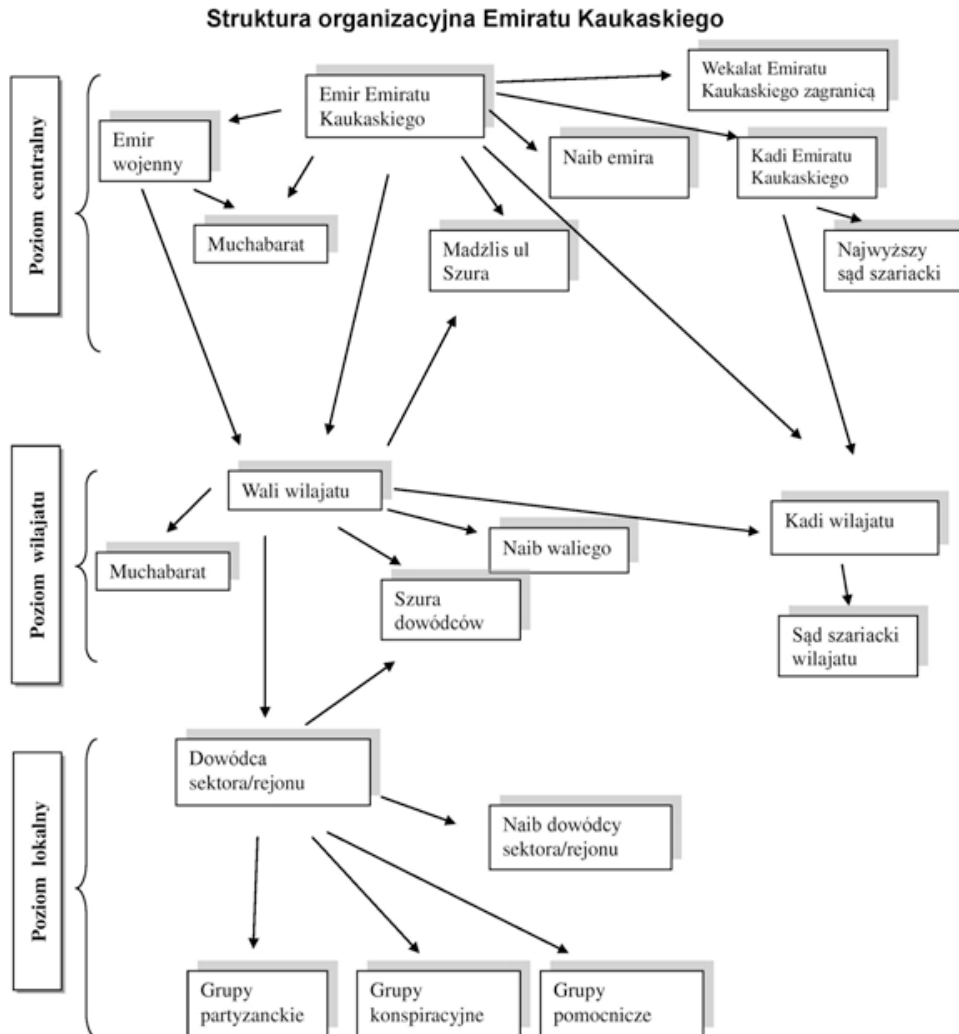 Struktura organizacyjna Emiratu Kaukaskiego
Poziom centralny
Emir Emiratu
Kaukaskiego
Wekalat Emiratu
Kaukaskiego zagranicą
Emir
wojenny
Naib emira
Kadi Emiratu
Kaukaskiego
Muchabarat
Madżlis ul
Szura
Najwyższy
sąd szariacki
Poziom wilajatu
Wali wilajatu
Kadi wilajatu
Naib waliego
Muchabarat
Szura
dowódców
Sąd szariacki
wilajatu
Poziom lokalny
Dowódca
sektora/rejonu
Naib dowódcy
sektora/rejonu
Grupy
partyzanckie
Grupy
konspiracyjne
Grupy
pomocnicze